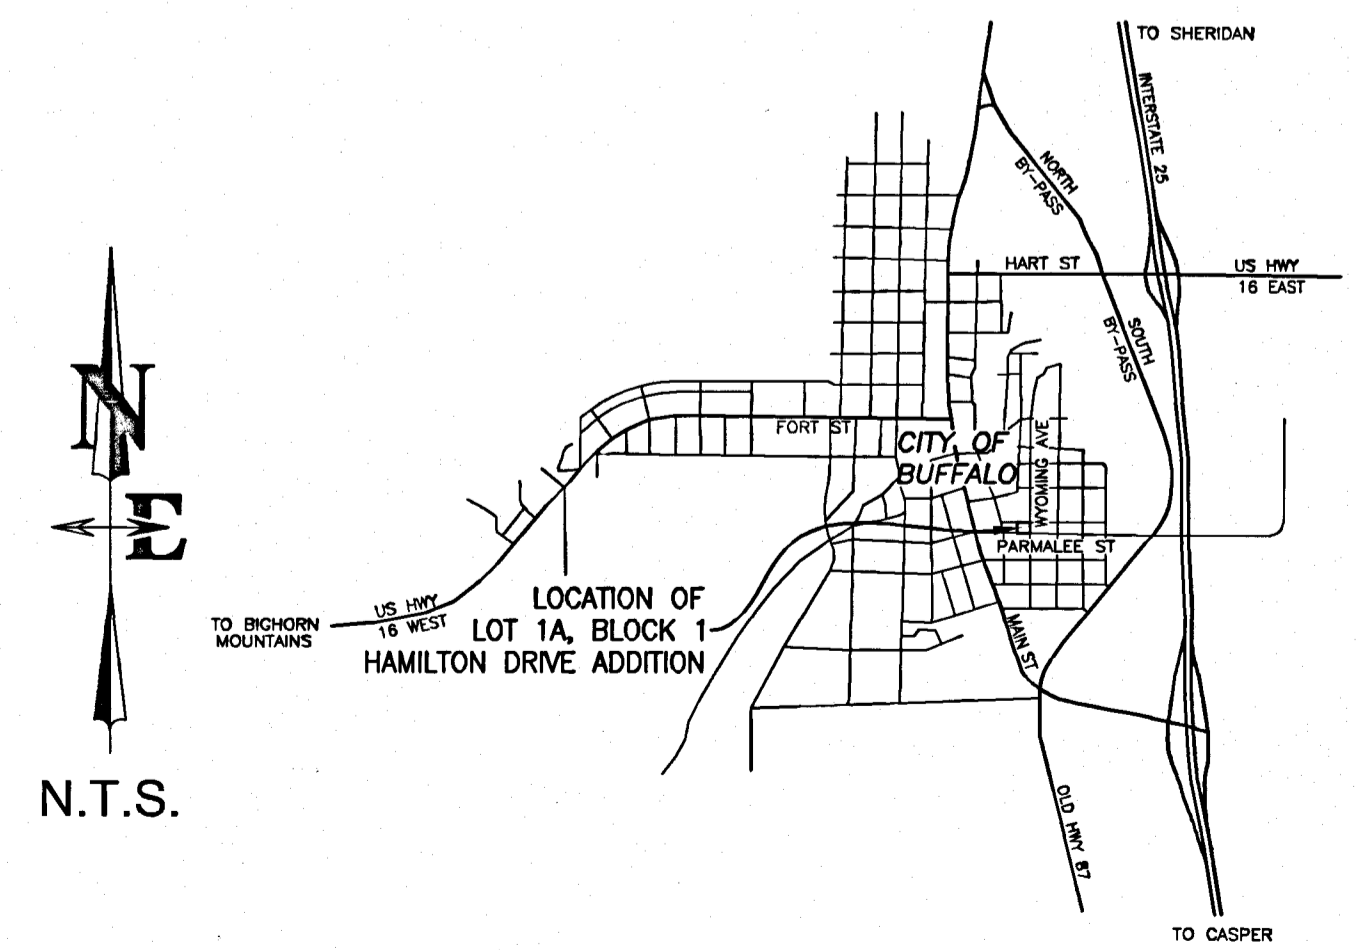 TO SHERIDAN
INTERSTATE 25
NORTH
BY-PASS
HART ST
US HWY
16 EAST
SOUTH
BY-PASS
N
E
FORT ST
CITY OF
BUFFALO
WYOMING AVE
PARMALEE ST
US HWY
16 WEST
TO BIGHORN
MOUNTAINS
LOCATION OF
LOT 1A, BLOCK 1
HAMILTON DRIVE ADDITION
MAIN ST
N.T.S.
OLD HWY 87
TO CASPER